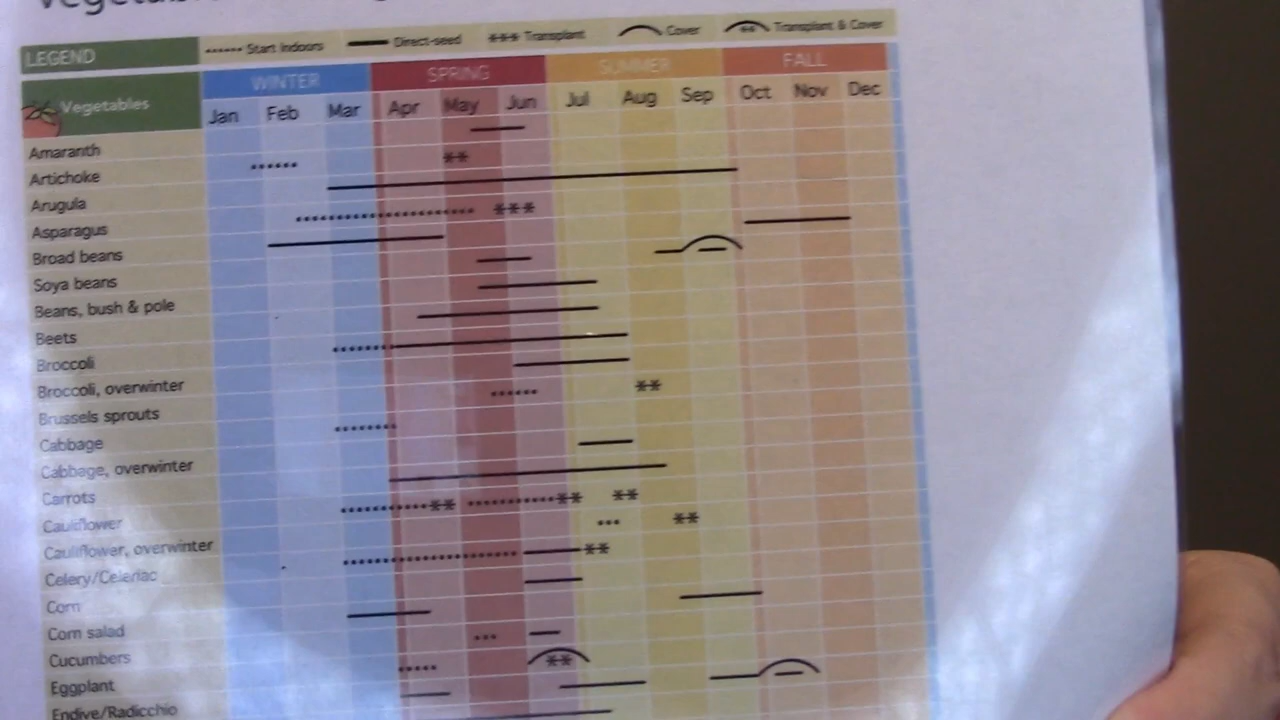 LEGEND Start Indoors Direct-seed *** Transplant Cover ** Transplant & Cover
WINTER SPRING SUMMER FALL
Vegetables Jan Feb Mar Apr May Jun Jul Aug Sep Oct Nov Dec
Amaranth
Artichoke
Arugula
Asparagus
Broad beans
Soya beans
Beans, bush & pole
Beets
Broccoli
Broccoli, overwinter
Brussels sprouts
Cabbage
Cabbage, overwinter
Carrots
Cauliflower
Cauliflower, overwinter
Celery/Celeriac
Corn
Corn salad
Cucumbers
Eggplant
Endive/Radicchio